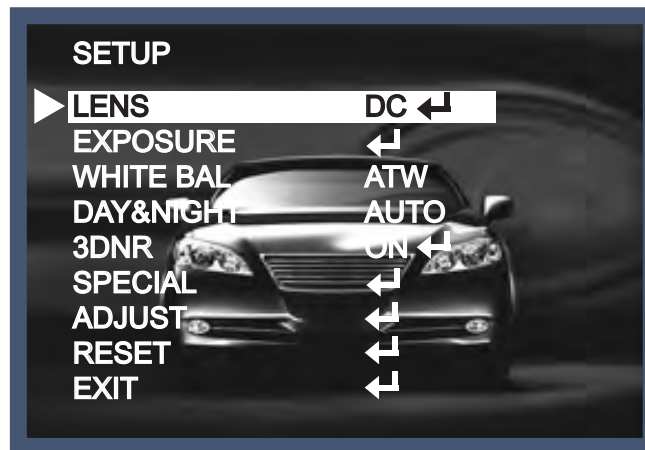 SETUP
LENS DC ↵
EXPOSURE ↵
WHITE BAL ATW
DAY&NIGHT AUTO
3DNR ON ↵
SPECIAL ↵
ADJUST ↵
RESET ↵
EXIT ↵